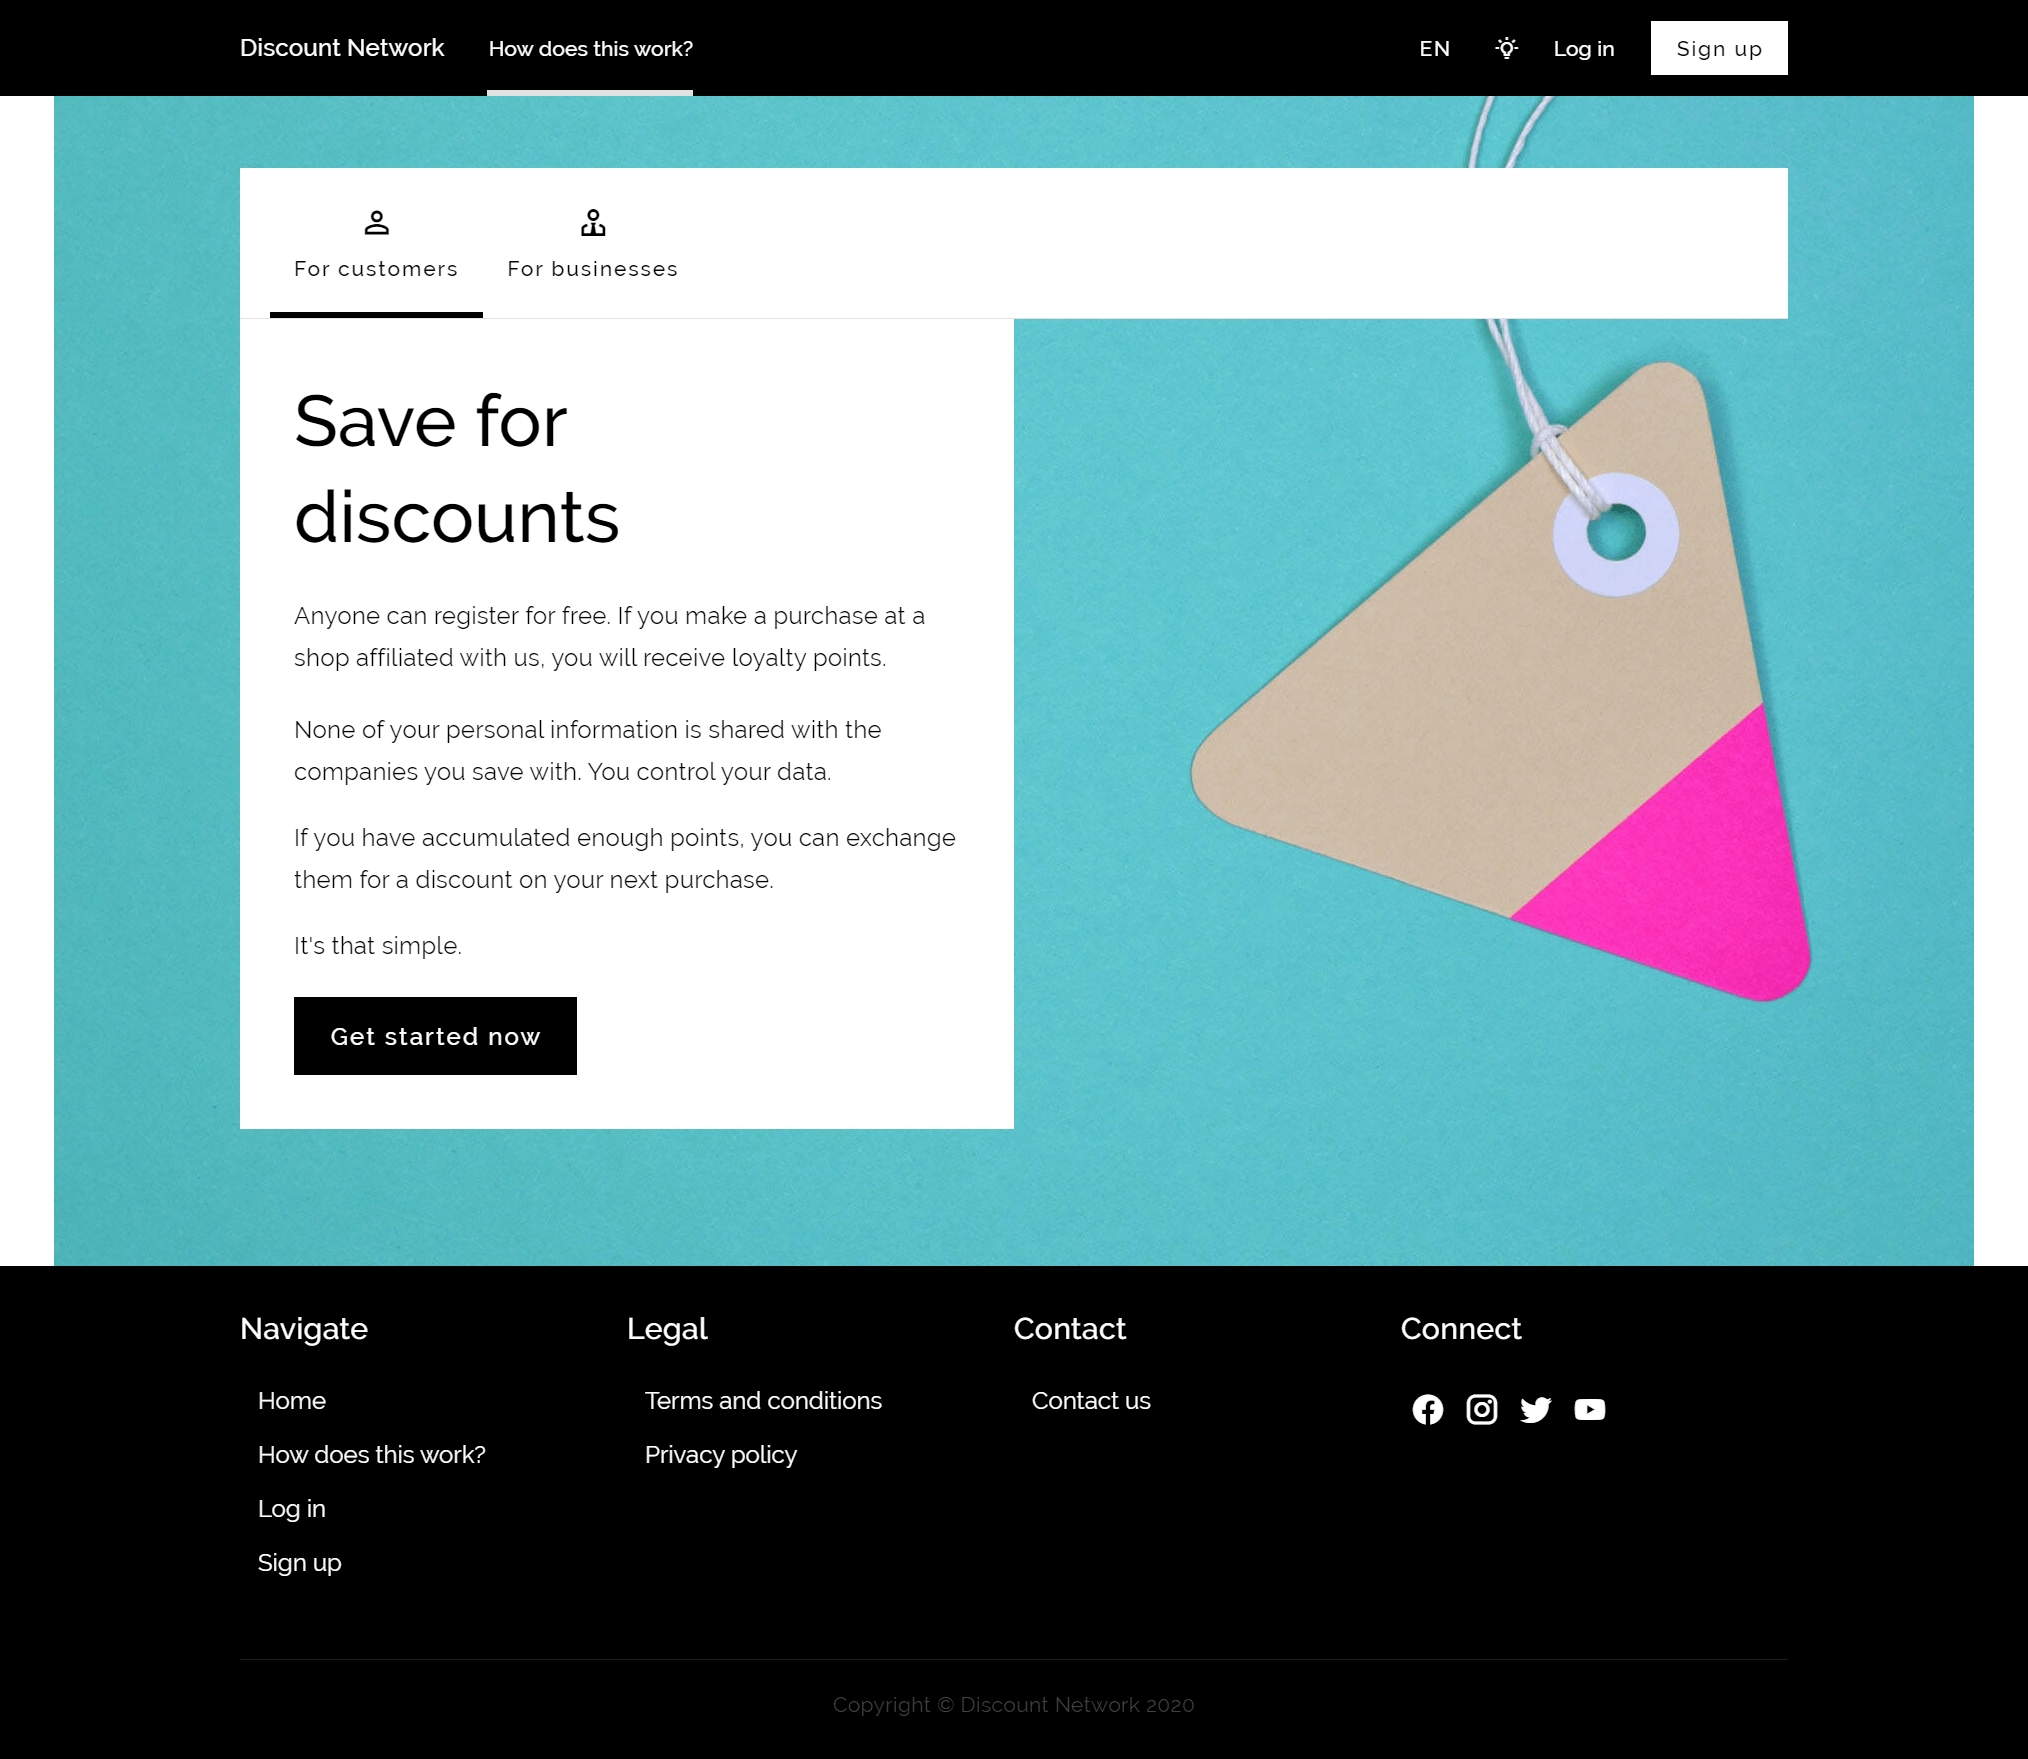 Discount Network
How does this work?
EN
Log in
Sign up
For customers
For businesses
Save for
discounts
Anyone can register for free. If you make a purchase at a
shop affiliated with us, you will receive loyalty points.
None of your personal information is shared with the
companies you save with. You control your data.
If you have accumulated enough points, you can exchange
them for a discount on your next purchase.
It's that simple.
Get started now
Navigate
Home
How does this work?
Log in
Sign up
Legal
Terms and conditions
Privacy policy
Contact
Contact us
Connect
Copyright © Discount Network 2020